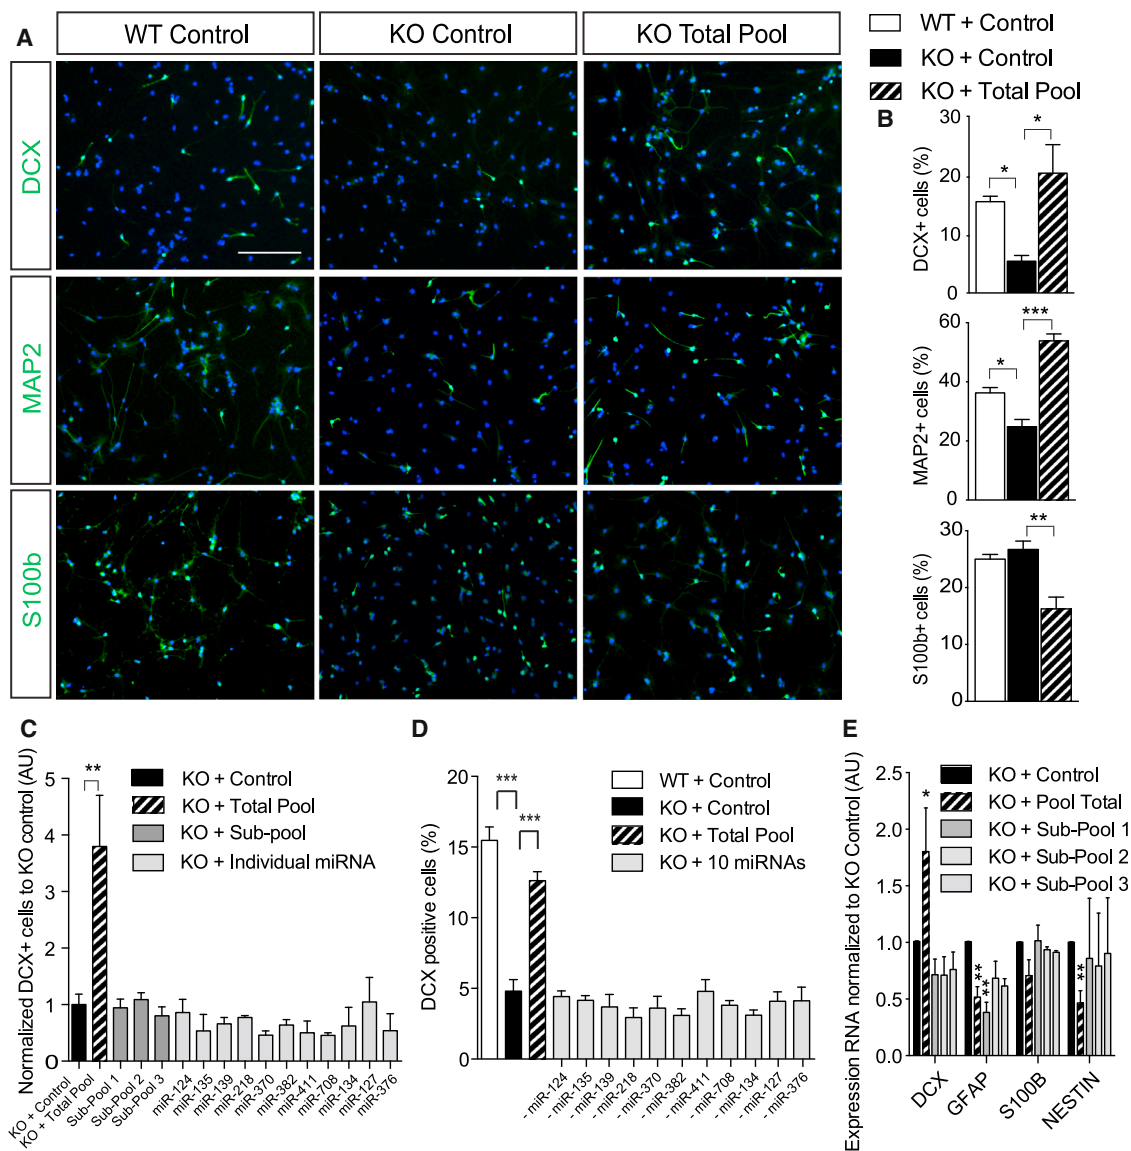 A
WT Control
KO Control
KO Total Pool
DCX
MAP2
S100b
WT + Control
KO + Control
KO + Total Pool
B
DCX+ cells (%)
30
20
10
0
*
*
MAP2+ cells (%)
60
40
20
0
*
***
S100b+ cells (%)
30
20
10
0
**
C
Normalized DCX+ cells to KO control (AU)
5
4
3
2
1
0
**
KO + Control
KO + Total Pool
KO + Sub-pool
KO + Individual miRNA
KO + Control
KO + Total Pool
Sub-Pool 1
Sub-Pool 2
Sub-Pool 3
miR-124
miR-135
miR-139
miR-218
miR-370
miR-382
miR-411
miR-708
miR-134
miR-127
miR-376
D
DCX positive cells (%)
20
15
10
5
0
***
***
WT + Control
KO + Control
KO + Total Pool
KO + 10 miRNAs
- miR-124
- miR-135
- miR-139
- miR-218
- miR-370
- miR-382
- miR-411
- miR-708
- miR-134
- miR-127
- miR-376
E
Expression RNA normalized to KO Control (AU)
2.5
2.0
1.5
1.0
0.5
0.0
KO + Control
KO + Pool Total
KO + Sub-Pool 1
KO + Sub-Pool 2
KO + Sub-Pool 3
*
**
**
**
DCX
GFAP
S100B
NESTIN